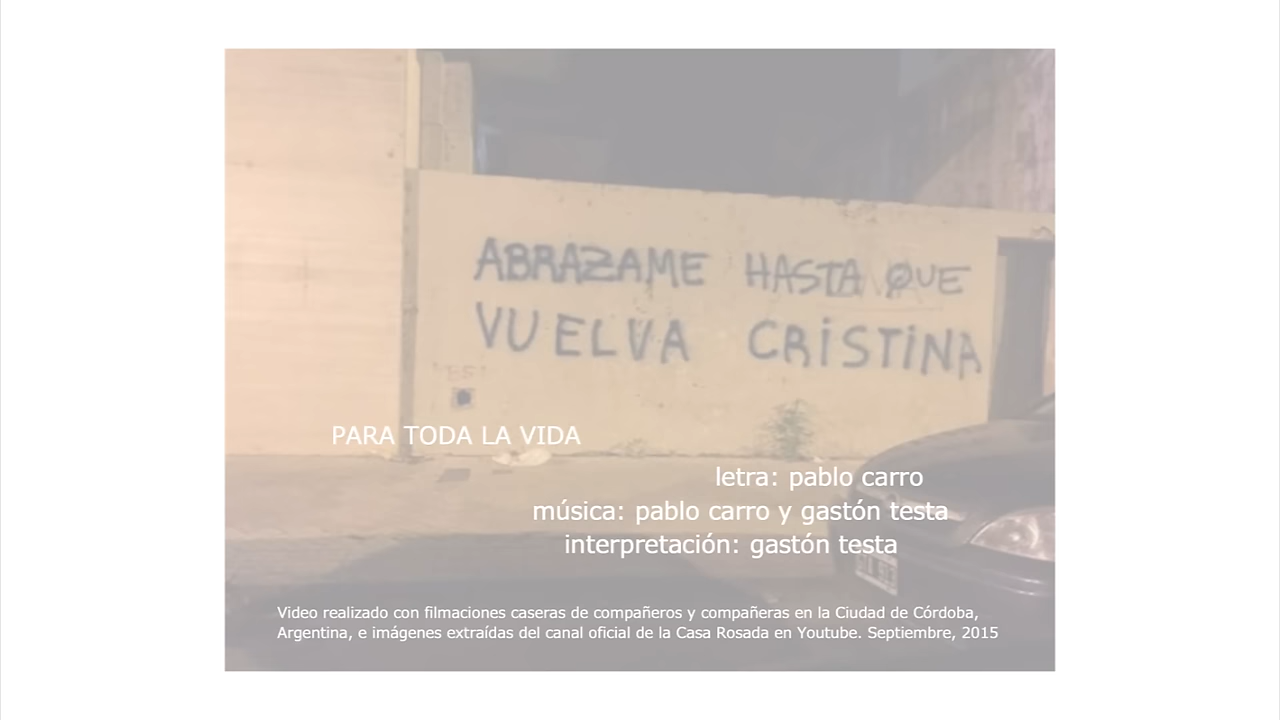 ABRAZAME HASTA QUE
VUELVA CRiSTiNA
PARA TODA LA VIDA
letra: pablo carro
música: pablo carro y gastón testa
interpretación: gastón testa
Video realizado con filmaciones caseras de compañeros y compañeras en la Ciudad de Córdoba,
Argentina, e imágenes extraídas del canal oficial de la Casa Rosada en Youtube. Septiembre, 2015